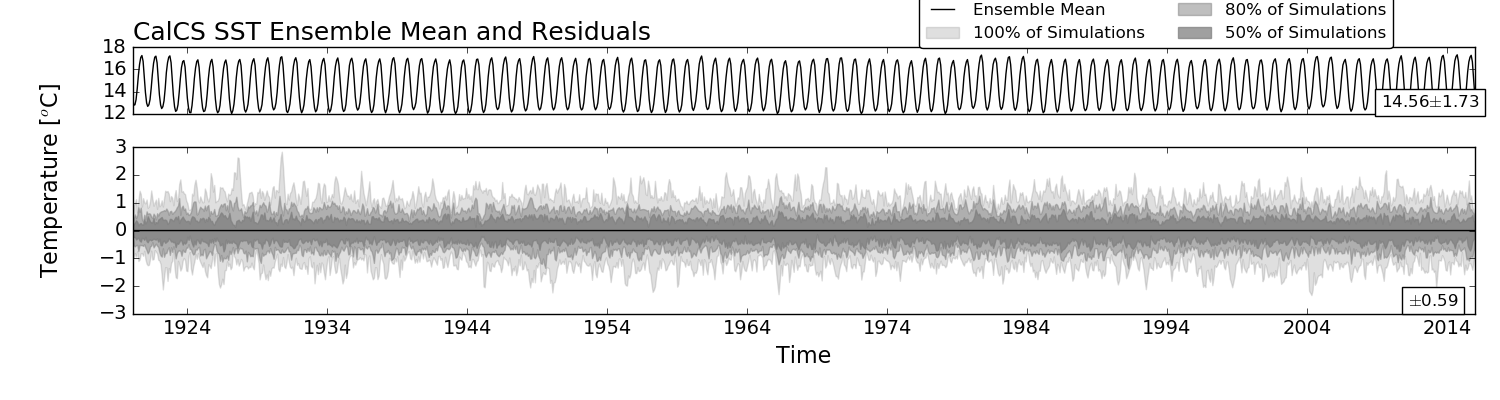 CalCS SST Ensemble Mean and Residuals
Ensemble Mean
100% of Simulations
80% of Simulations
50% of Simulations
18
16
14
12
14.56±1.73
Temperature [°C]
3
2
1
0
−1
−2
−3
±0.59
1924 1934 1944 1954 1964 1974 1984 1994 2004 2014
Time